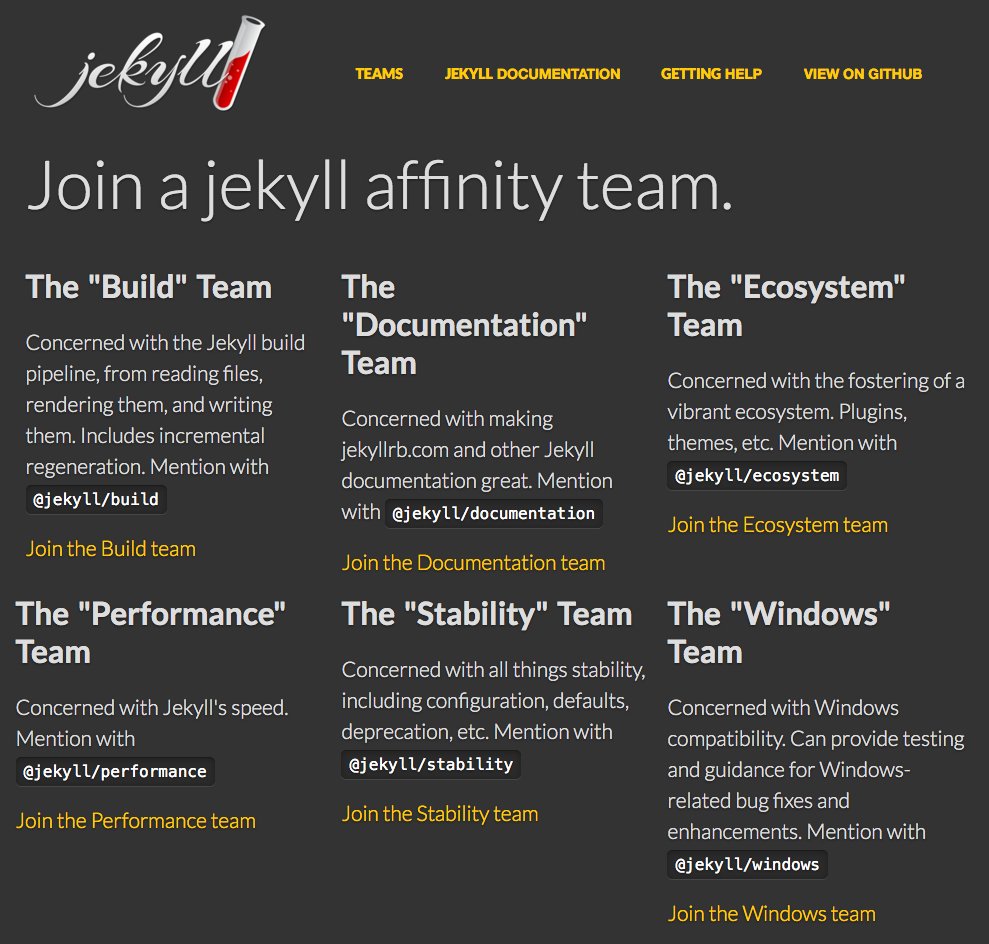 jekyll
TEAMS JEKYLL DOCUMENTATION GETTING HELP VIEW ON GITHUB
Join a jekyll affinity team.
The "Build" Team
Concerned with the Jekyll build
pipeline, from reading files,
rendering them, and writing
them. Includes incremental
regeneration. Mention with
@jekyll/build
Join the Build team
The
"Documentation"
Team
Concerned with making
jekyllrb.com and other Jekyll
documentation great. Mention
with @jekyll/documentation
Join the Documentation team
The "Ecosystem"
Team
Concerned with the fostering of a
vibrant ecosystem. Plugins,
themes, etc. Mention with
@jekyll/ecosystem
Join the Ecosystem team
The "Performance"
Team
Concerned with Jekyll's speed.
Mention with
@jekyll/performance
Join the Performance team
The "Stability" Team
Concerned with all things stability,
including configuration, defaults,
deprecation, etc. Mention with
@jekyll/stability
Join the Stability team
The "Windows"
Team
Concerned with Windows
compatibility. Can provide testing
and guidance for Windows-
related bug fixes and
enhancements. Mention with
@jekyll/windows
Join the Windows team